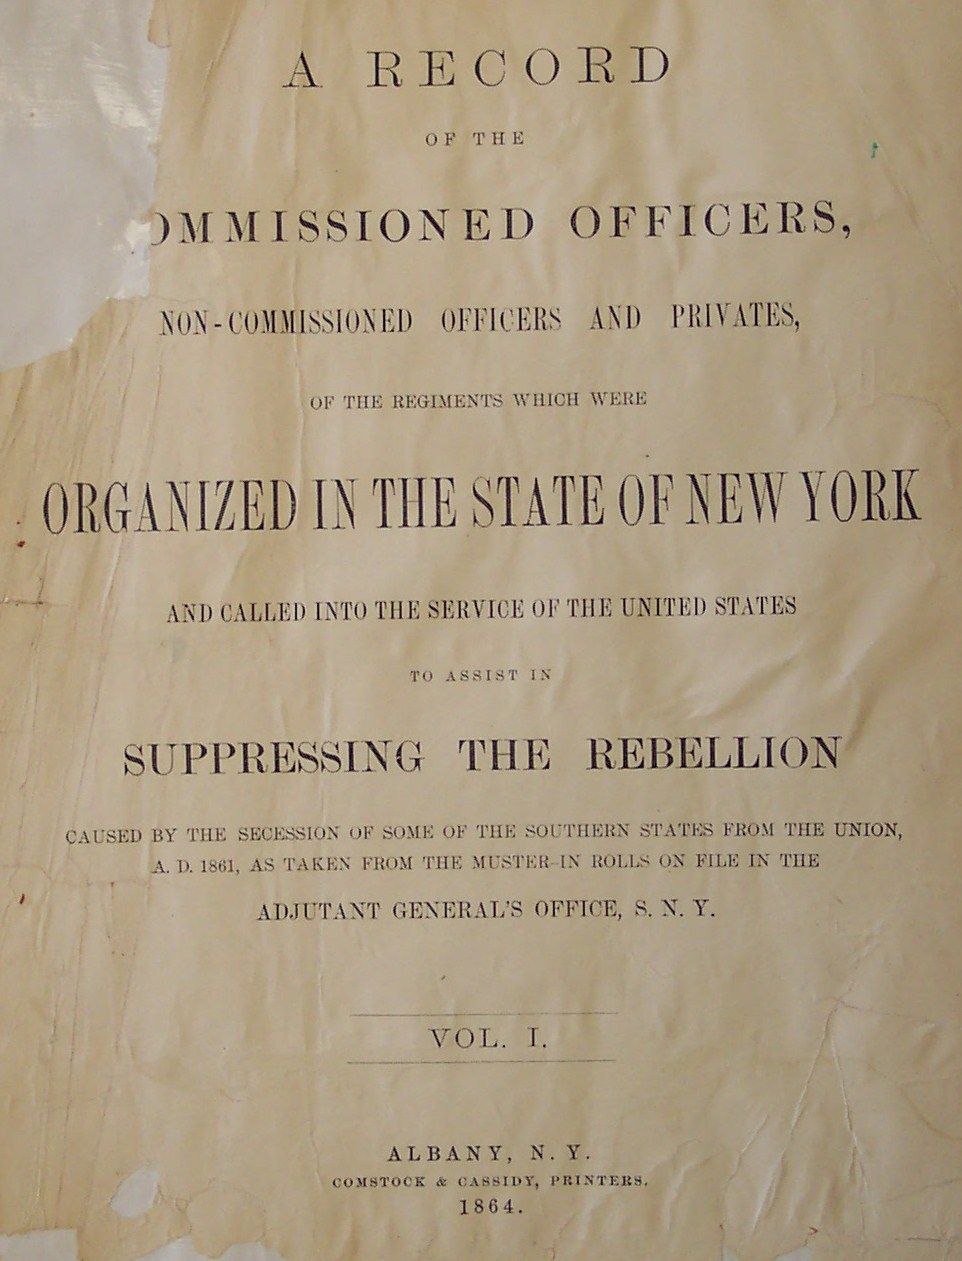 A RECORD
OF THE
OMMISSIONED OFFICERS,
NON-COMMISSIONED OFFICERS AND PRIVATES,
OF THE REGIMENTS WHICH WERE
ORGANIZED IN THE STATE OF NEW YORK
AND CALLED INTO THE SERVICE OF THE UNITED STATES
TO ASSIST IN
SUPPRESSING THE REBELLION
CAUSED BY THE SECESSION OF SOME OF THE SOUTHERN STATES FROM THE UNION,
A. D. 1861, AS TAKEN FROM THE MUSTER-IN ROLLS ON FILE IN THE
ADJUTANT GENERAL'S OFFICE, S. N. Y.
VOL. I.
ALBANY, N. Y.
COMSTOCK & CASSIDY, PRINTERS.
1864.